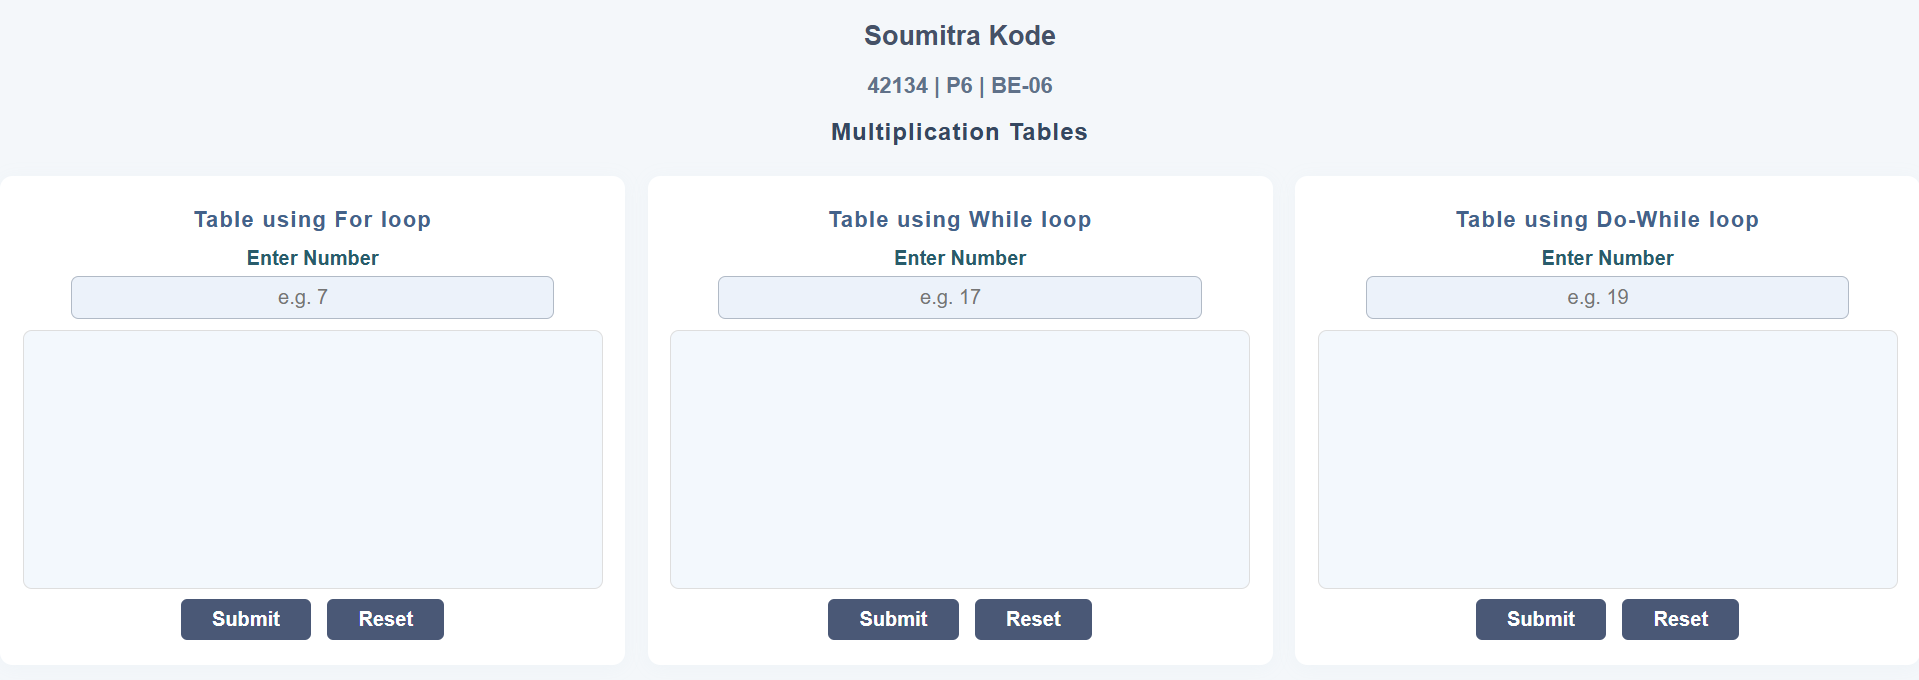 Soumitra Kode
42134 | P6 | BE-06
Multiplication Tables
Table using For loop
Enter Number
e.g. 7
Submit
Reset
Table using While loop
Enter Number
e.g. 17
Submit
Reset
Table using Do-While loop
Enter Number
e.g. 19
Submit
Reset